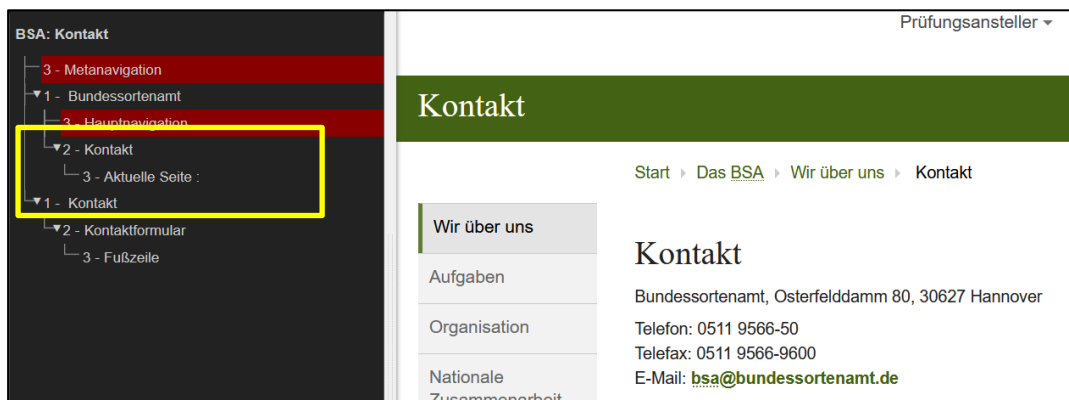 BSA: Kontakt
3 - Metanavigation
1 - Bundessortenamt
3 - Hauptnavigation
2 - Kontakt
3 - Aktuelle Seite :
1 - Kontakt
2 - Kontaktformular
3 - Fußzeile
Prüfungsansteller
Kontakt
Start Das BSA Wir über uns Kontakt
Wir über uns
Aufgaben
Organisation
Nationale
Zusammenarbeit
Kontakt
Bundessortenamt, Osterfelddamm 80, 30627 Hannover
Telefon: 0511 9566-50
Telefax: 0511 9566-9600
E-Mail: bsa@bundessortenamt.de